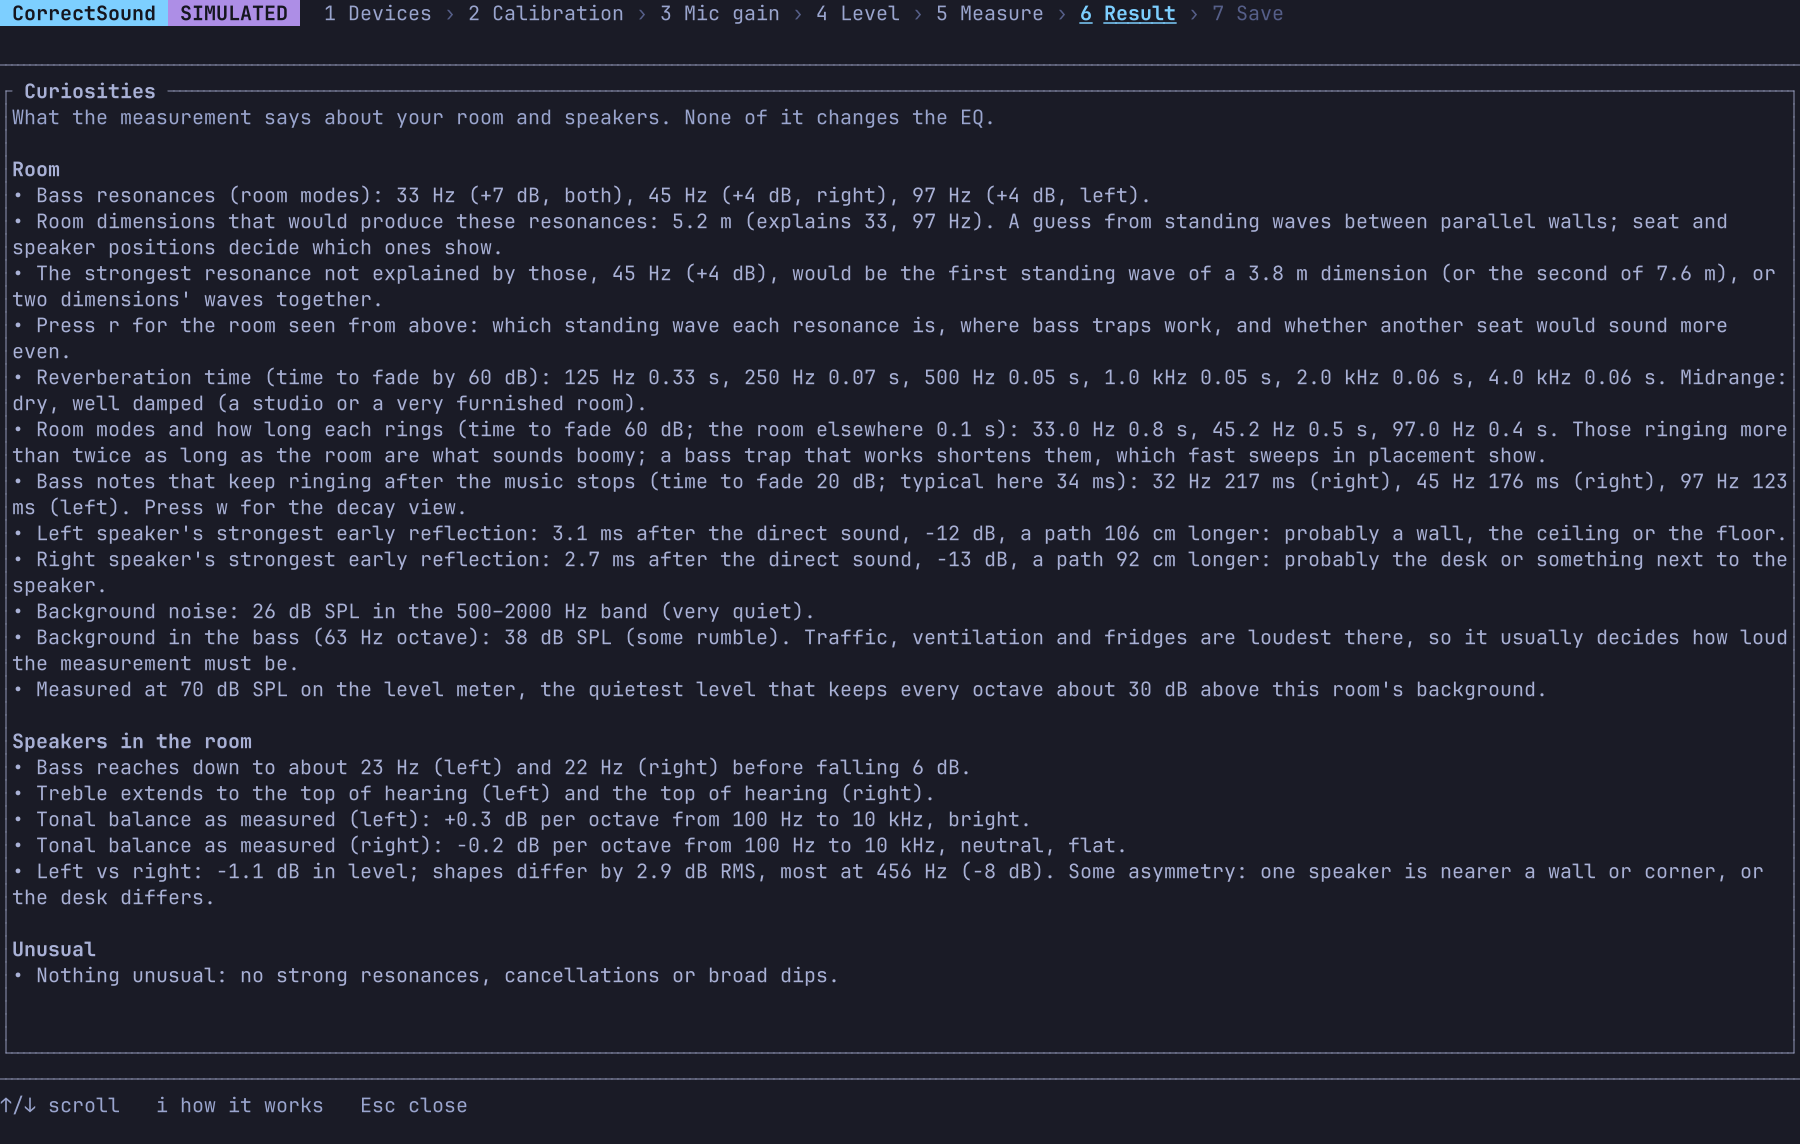 CorrectSound SIMULATED 1 Devices › 2 Calibration › 3 Mic gain › 4 Level › 5 Measure › 6 Result › 7 Save
Curiosities
What the measurement says about your room and speakers. None of it changes the EQ.
Room
• Bass resonances (room modes): 33 Hz (+7 dB, both), 45 Hz (+4 dB, right), 97 Hz (+4 dB, left).
• Room dimensions that would produce these resonances: 5.2 m (explains 33, 97 Hz). A guess from standing waves between parallel walls; seat and
speaker positions decide which ones show.
• The strongest resonance not explained by those, 45 Hz (+4 dB), would be the first standing wave of a 3.8 m dimension (or the second of 7.6 m), or
two dimensions' waves together.
• Press r for the room seen from above: which standing wave each resonance is, where bass traps work, and whether another seat would sound more
even.
• Reverberation time (time to fade by 60 dB): 125 Hz 0.33 s, 250 Hz 0.07 s, 500 Hz 0.05 s, 1.0 kHz 0.05 s, 2.0 kHz 0.06 s, 4.0 kHz 0.06 s. Midrange:
dry, well damped (a studio or a very furnished room).
• Room modes and how long each rings (time to fade 60 dB; the room elsewhere 0.1 s): 33.0 Hz 0.8 s, 45.2 Hz 0.5 s, 97.0 Hz 0.4 s. Those ringing more
than twice as long as the room are what sounds boomy; a bass trap that works shortens them, which fast sweeps in placement show.
• Bass notes that keep ringing after the music stops (time to fade 20 dB; typical here 34 ms): 32 Hz 217 ms (right), 45 Hz 176 ms (right), 97 Hz 123
ms (left). Press w for the decay view.
• Left speaker's strongest early reflection: 3.1 ms after the direct sound, -12 dB, a path 106 cm longer: probably a wall, the ceiling or the floor.
• Right speaker's strongest early reflection: 2.7 ms after the direct sound, -13 dB, a path 92 cm longer: probably the desk or something next to the
speaker.
• Background noise: 26 dB SPL in the 500–2000 Hz band (very quiet).
• Background in the bass (63 Hz octave): 38 dB SPL (some rumble). Traffic, ventilation and fridges are loudest there, so it usually decides how loud
the measurement must be.
• Measured at 70 dB SPL on the level meter, the quietest level that keeps every octave about 30 dB above this room's background.
Speakers in the room
• Bass reaches down to about 23 Hz (left) and 22 Hz (right) before falling 6 dB.
• Treble extends to the top of hearing (left) and the top of hearing (right).
• Tonal balance as measured (left): +0.3 dB per octave from 100 Hz to 10 kHz, bright.
• Tonal balance as measured (right): -0.2 dB per octave from 100 Hz to 10 kHz, neutral, flat.
• Left vs right: -1.1 dB in level; shapes differ by 2.9 dB RMS, most at 456 Hz (-8 dB). Some asymmetry: one speaker is nearer a wall or corner, or
the desk differs.
Unusual
• Nothing unusual: no strong resonances, cancellations or broad dips.
↑/↓ scroll i how it works Esc close